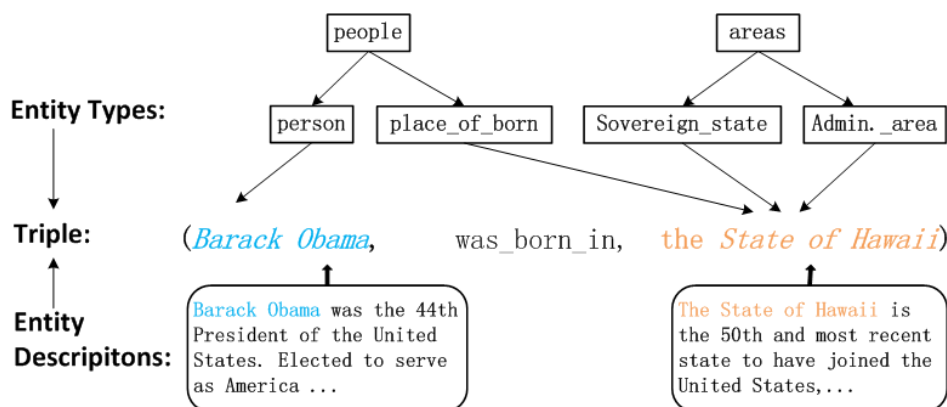 people areas
Entity Types: person place_of_born Sovereign_state Admin._area
Triple: (Barack Obama, was_born_in, the State of Hawaii)
Entity
Descripitons:
Barack Obama was the 44th
President of the United
States. Elected to serve
as America ...
The State of Hawaii is
the 50th and most recent
state to have joined the
United States,...